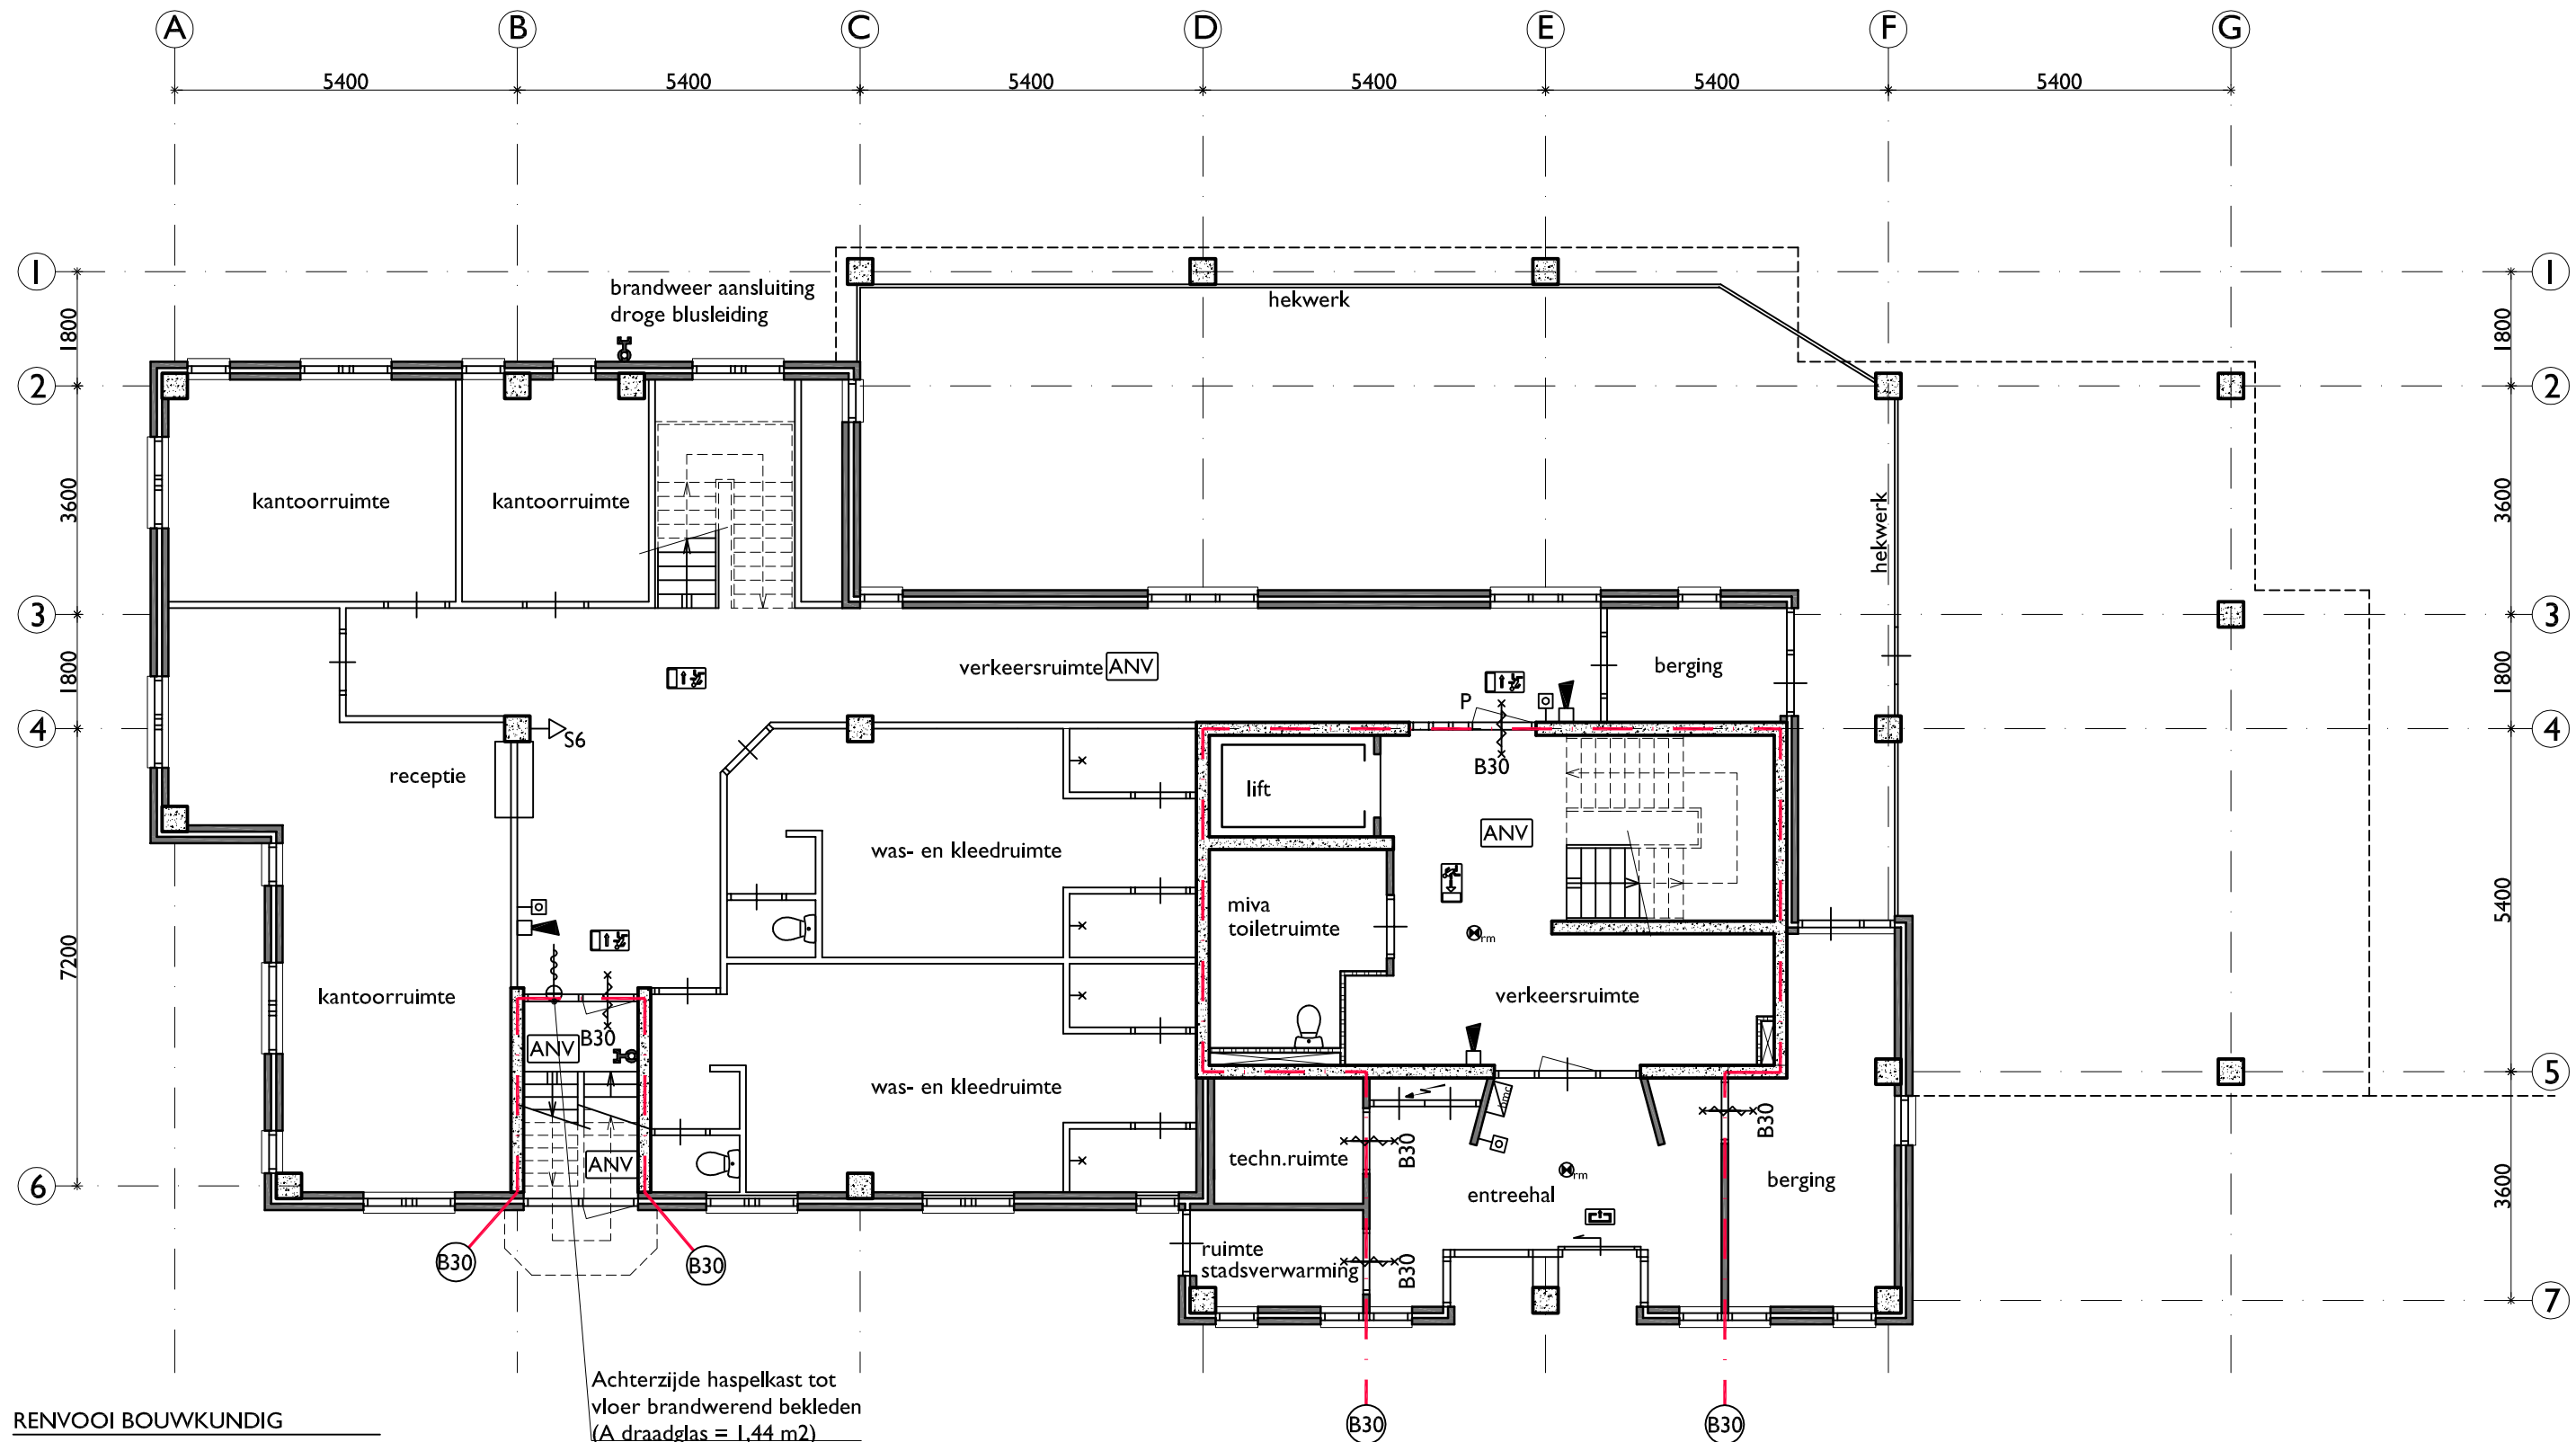 A B C D E F G
5400 5400 5400 5400 5400 5400
1 1
brandweer aansluiting
droge blusleiding
hekwerk
1800 1800
2 2
kantoorruimte kantoorruimte
3600 3600
hekwerk
3 3
1800 1800
verkeersruimte ANV
berging
P
4 4
S6
B30
receptie
lift
ANV
was- en kleedruimte
miva
toiletruimte
rm
5400
7200
kantoorruimte
verkeersruimte
B30
ANV
5
was- en kleedruimte
bmc
B30
B30
techn.ruimte
ANV
rm
6
entreehal
berging
3600
B30 B30
ruimte
stadsverwarming
B30
7
Achterzijde haspelkast tot
vloer brandwerend bekleden
(A draadglas = 1,44 m2)
RENVOOI BOUWKUNDIG
B30 B30